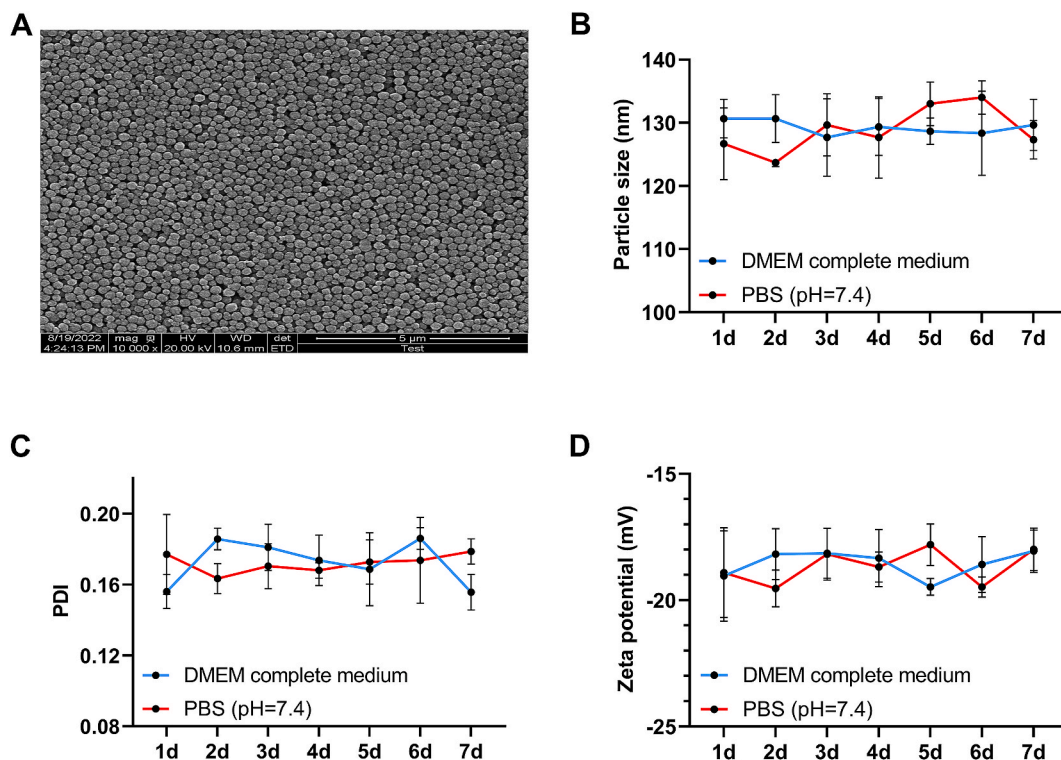 A
8/19/2022 mag HV WD det 5 µm
4:24:13 PM 10 000 x 20.00 kV 10.6 mm ETD Test
B
Particle size (nm)
140
130
120
110
100
DMEM complete medium
PBS (pH=7.4)
1d 2d 3d 4d 5d 6d 7d
C
PDI
0.20
0.16
0.12
0.08
DMEM complete medium
PBS (pH=7.4)
1d 2d 3d 4d 5d 6d 7d
D
Zeta potential (mV)
-15
-20
-25
DMEM complete medium
PBS (pH=7.4)
1d 2d 3d 4d 5d 6d 7d